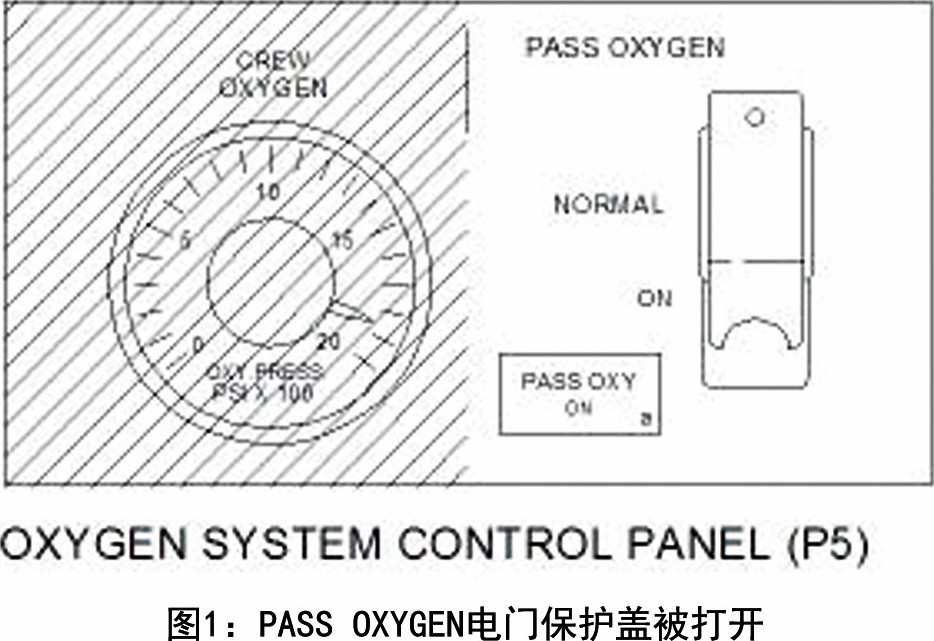 CREW
OXYGEN
10
5
15
0
20
OXY PRESS
PSI X 100
PASS OXYGEN
NORMAL
ON
PASS OXY
ON
a
OXYGEN SYSTEM CONTROL PANEL (P5)
图1：PASS OXYGEN电门保护盖被打开